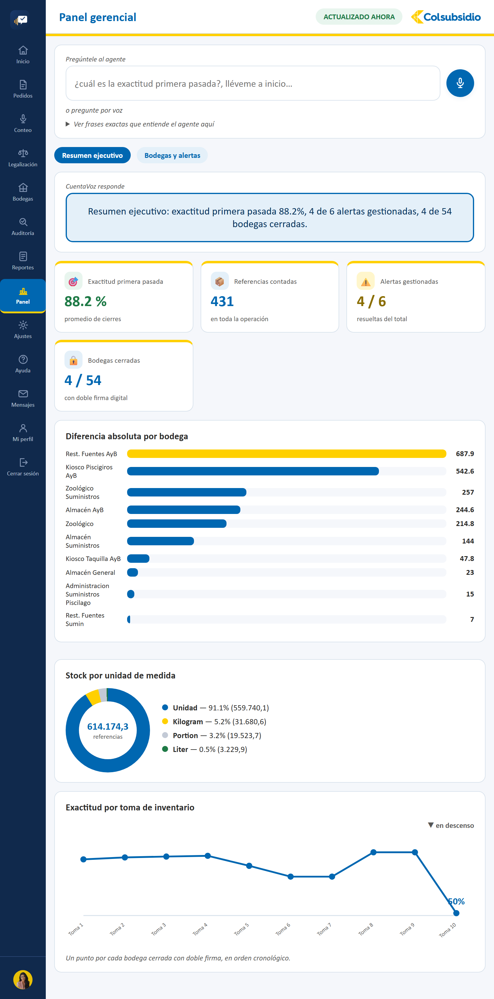 Panel gerencial
ACTUALIZADO AHORA
Colsubsidio
Inicio
Pedidos
Conteo
Legalización
Bodegas
Auditoría
Reportes
Panel
Ajustes
Ayuda
Mensajes
Mi perfil
Cerrar sesión
Pregúntele al agente
¿cuál es la exactitud primera pasada?, lléveme a inicio...
o pregunte por voz
Ver frases exactas que entiende el agente aquí
Resumen ejecutivo
Bodegas y alertas
CuentaVoz responde
Resumen ejecutivo: exactitud primera pasada 88.2%, 4 de 6 alertas gestionadas, 4 de 54
bodegas cerradas.
Exactitud primera pasada
88.2 %
promedio de cierres
Referencias contadas
431
en toda la operación
Alertas gestionadas
4 / 6
resueltas del total
Bodegas cerradas
4 / 54
con doble firma digital
Diferencia absoluta por bodega
Rest. Fuentes AyB
687.9
Kiosco Piscigiros
AyB
542.6
Zoológico
Suministros
257
Almacén AyB
244.6
Zoológico
214.8
Almacén
Suministros
144
Kiosco Taquilla AyB
47.8
Almacén General
23
Administracion
Suministros
Piscilago
15
Rest. Fuentes
Sumin
7
Stock por unidad de medida
614.174,3
referencias
Unidad — 91.1% (559.740,1)
Kilogram — 5.2% (31.680,6)
Portion — 3.2% (19.523,7)
Liter — 0.5% (3.229,9)
Exactitud por toma de inventario
▼ en descenso
50%
Toma 1
Toma 2
Toma 3
Toma 4
Toma 5
Toma 6
Toma 7
Toma 8
Toma 9
Toma 10
Un punto por cada bodega cerrada con doble firma, en orden cronológico.